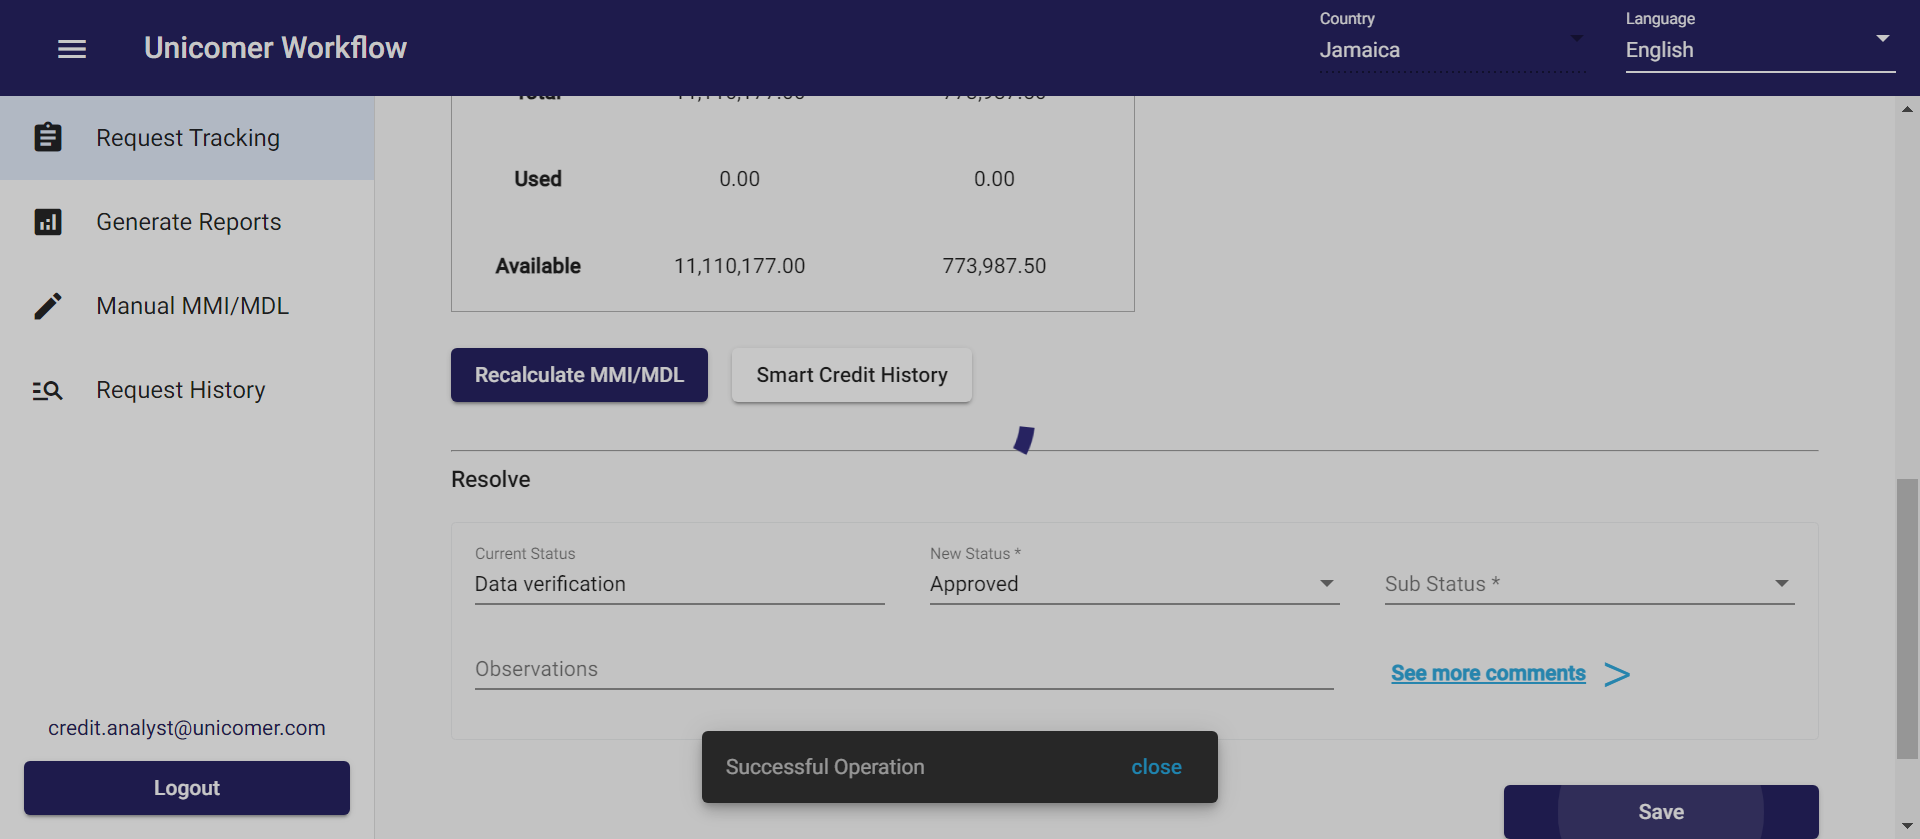 Unicomer Workflow
Country
Jamaica
Language
English
Request Tracking
Generate Reports
Manual MMI/MDL
Request History
credit.analyst@unicomer.com
Logout
Used 0.00 0.00
Available 11,110,177.00 773,987.50
Recalculate MMI/MDL
Smart Credit History
Resolve
Current Status
Data verification
New Status *
Approved
Sub Status *
Observations
See more comments >
Successful Operation close
Save